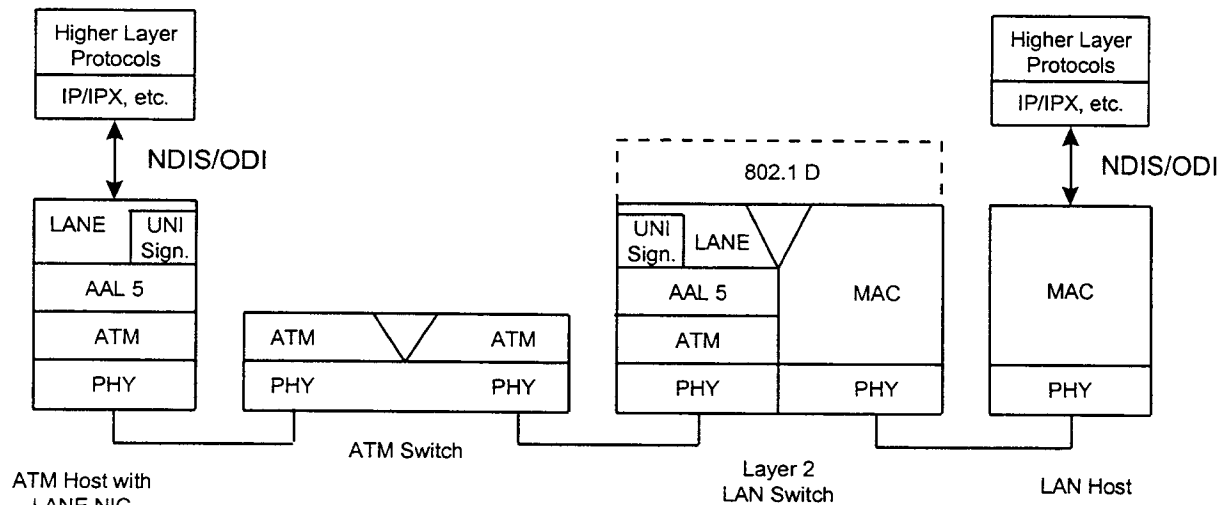 Higher Layer
Protocols
IP/IPX, etc.
NDIS/ODI
LANE
UNI
Sign.
AAL 5
ATM
PHY
ATM Host with
LANE NIC
ATM
ATM
PHY
PHY
ATM Switch
802.1 D
UNI
Sign.
LANE
AAL 5
ATM
PHY
MAC
PHY
Layer 2
LAN Switch
Higher Layer
Protocols
IP/IPX, etc.
NDIS/ODI
MAC
PHY
LAN Host